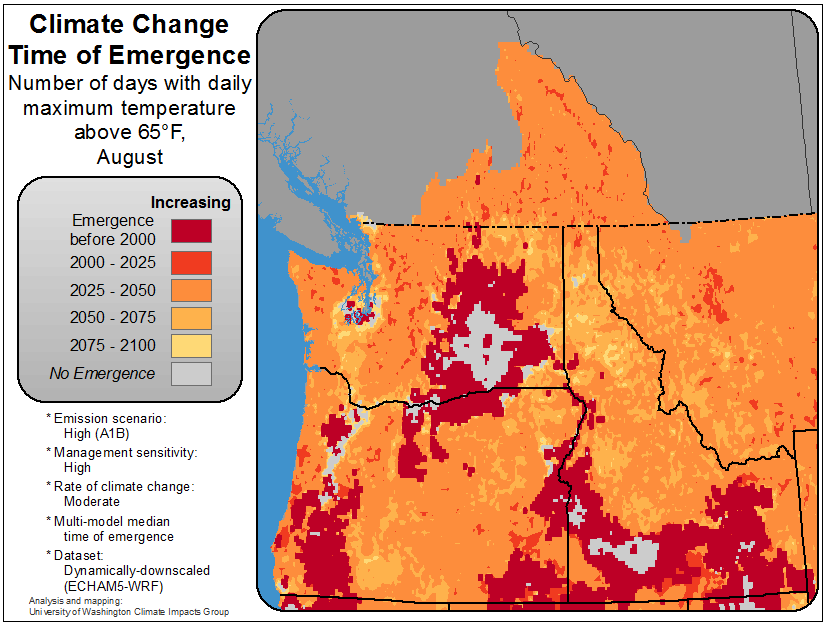 Climate Change
Time of Emergence
Number of days with daily
maximum temperature
above 65°F,
August
Increasing
Emergence
before 2000
2000 - 2025
2025 - 2050
2050 - 2075
2075 - 2100
No Emergence
* Emission scenario:
High (A1B)
* Management sensitivity:
High
* Rate of climate change:
Moderate
* Multi-model median
time of emergence
* Dataset:
Dynamically-downscaled
(ECHAM5-WRF)
Analysis and mapping:
University of Washington Climate Impacts Group